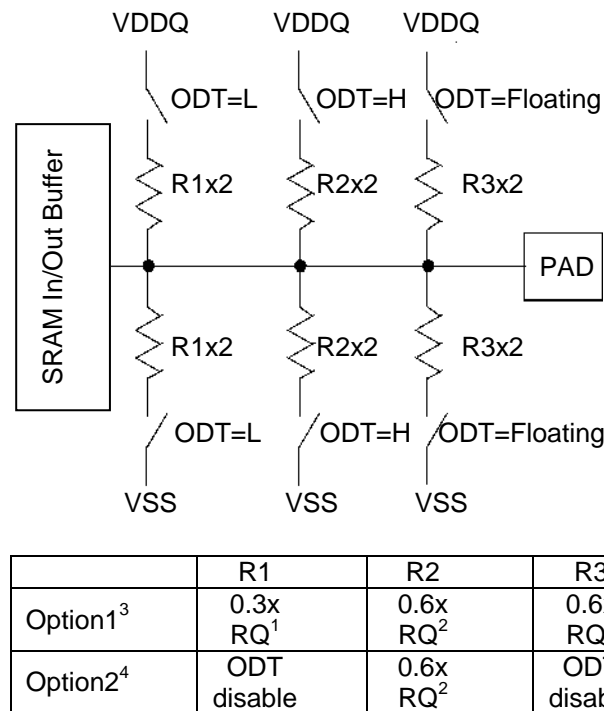 VDDQ VDDQ VDDQ
ODT=L ODT=H ODT=Floating
R1x2 R2x2 R3x2
SRAM In/Out Buffer
PAD
R1x2 R2x2 R3x2
ODT=L ODT=H ODT=Floating
VSS VSS VSS
R1 R2
Option1³ 0.3x RQ¹ 0.6x RQ²
Option2⁴ ODT disable 0.6x RQ²